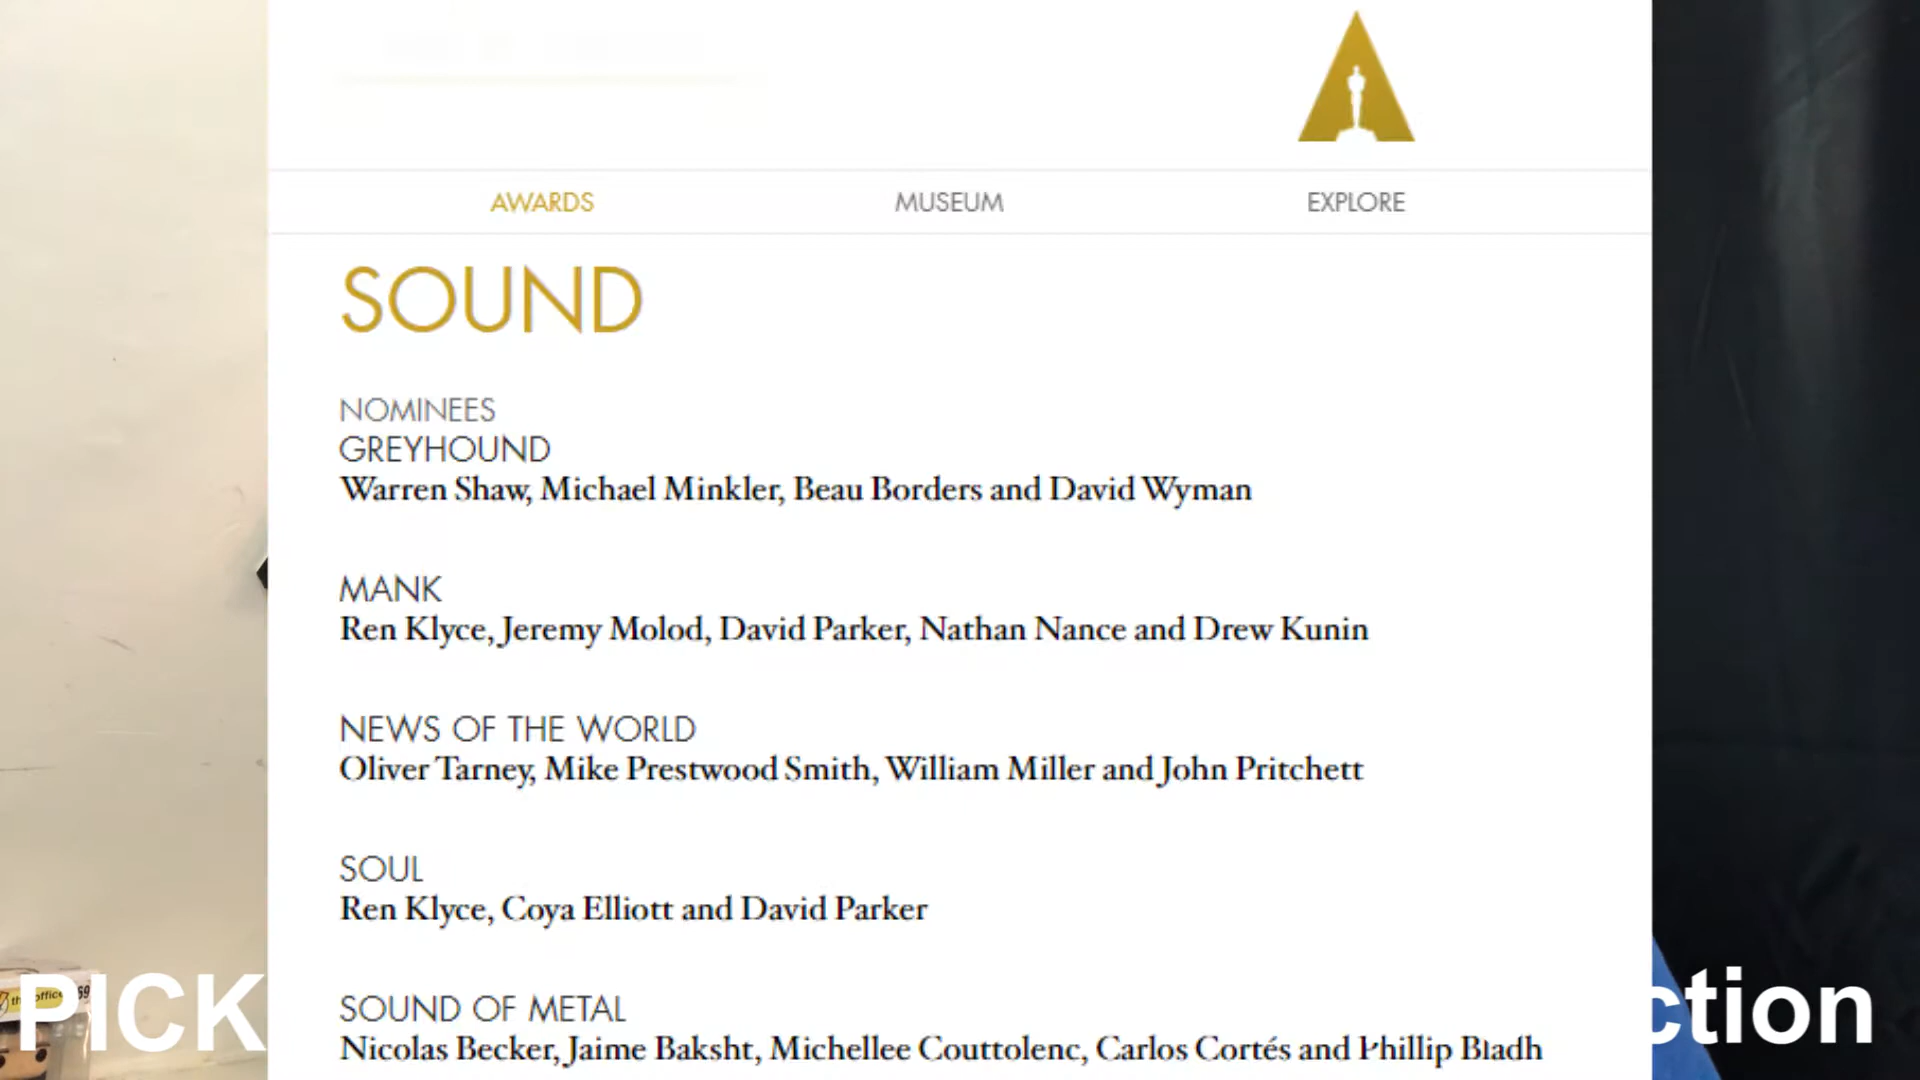 AWARDS MUSEUM EXPLORE
SOUND
NOMINEES
GREYHOUND
Warren Shaw, Michael Minkler, Beau Borders and David Wyman
MANK
Ren Klyce, Jeremy Molod, David Parker, Nathan Nance and Drew Kunin
NEWS OF THE WORLD
Oliver Tarney, Mike Prestwood Smith, William Miller and John Pritchett
SOUL
Ren Klyce, Coya Elliott and David Parker
SOUND OF METAL
Nicolas Becker, Jaime Baksht, Michellee Couttolenc, Carlos Cortés and Phillip Bladh
the office 69
PICK ction